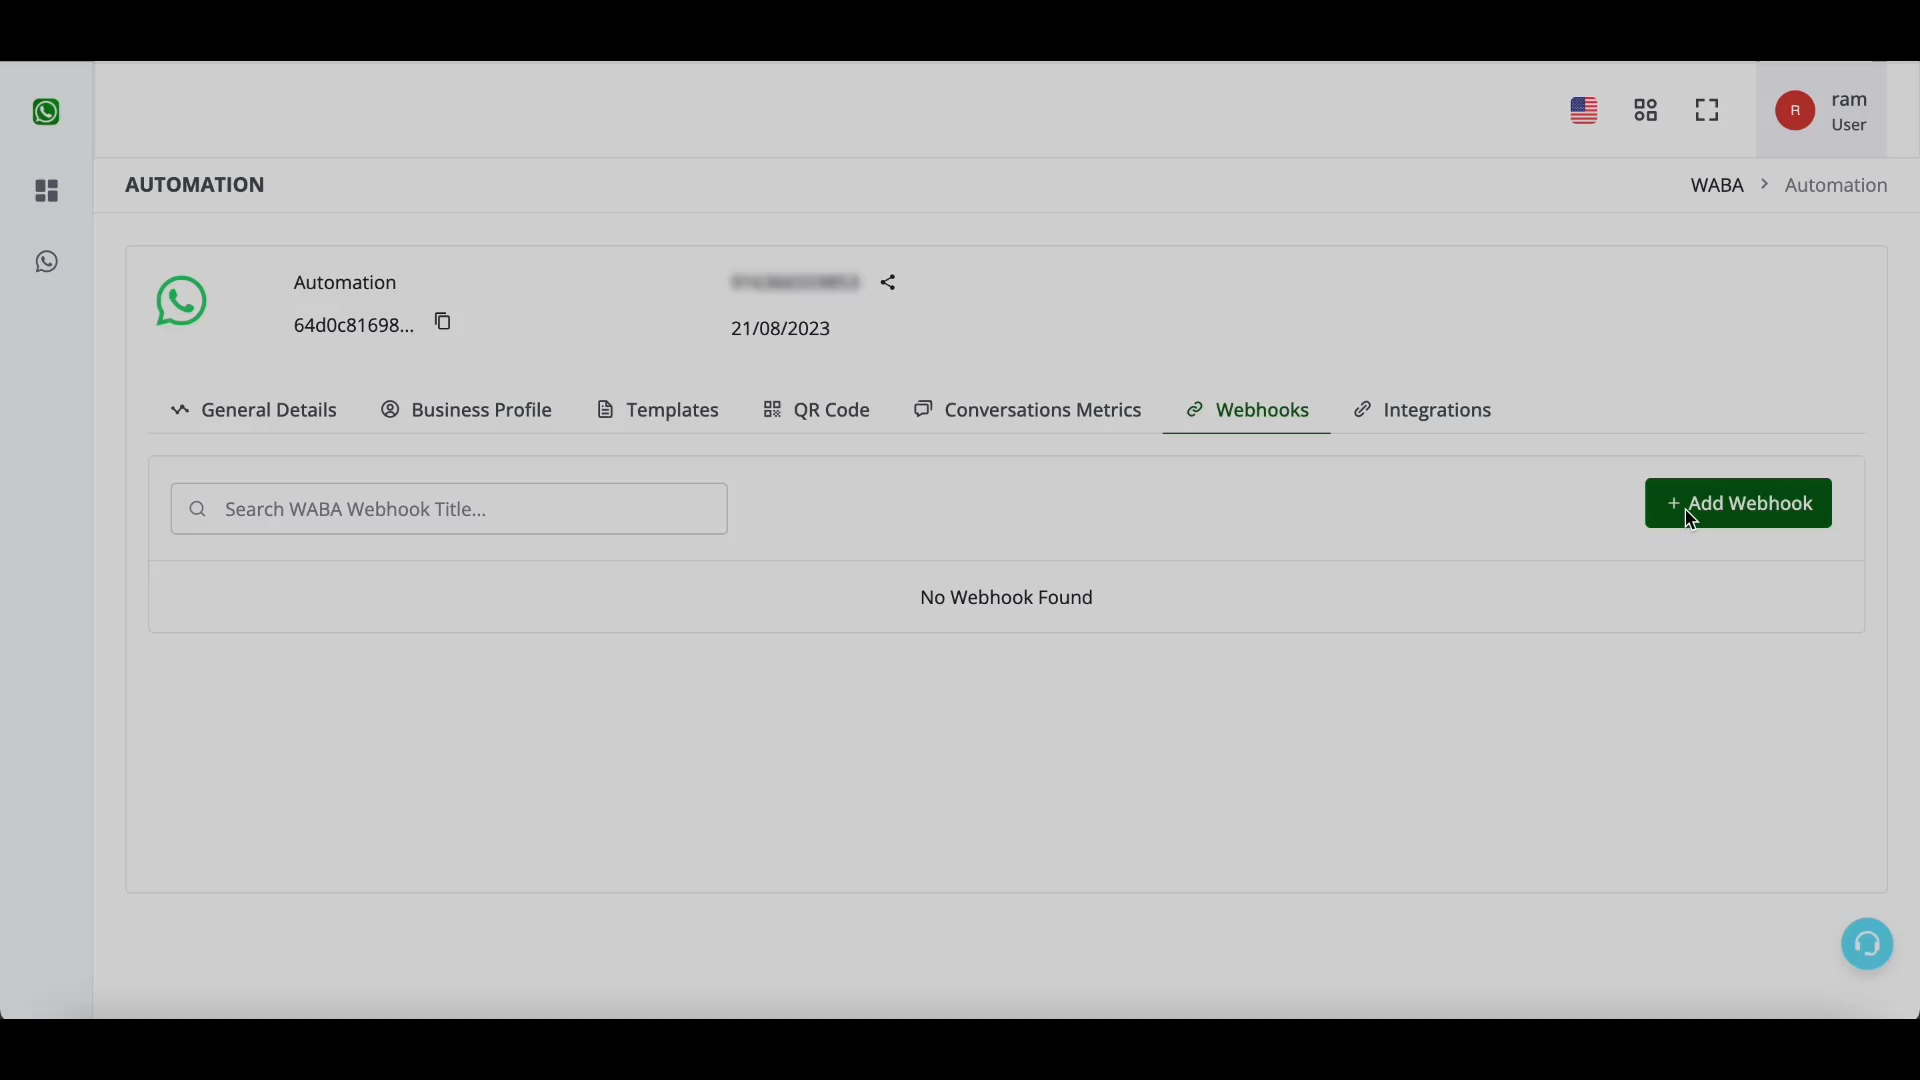 R
ram
User
AUTOMATION
WABA > Automation
Automation
64d0c81698...
21/08/2023
General Details
Business Profile
Templates
QR Code
Conversations Metrics
Webhooks
Integrations
Search WABA Webhook Title...
+ Add Webhook
No Webhook Found